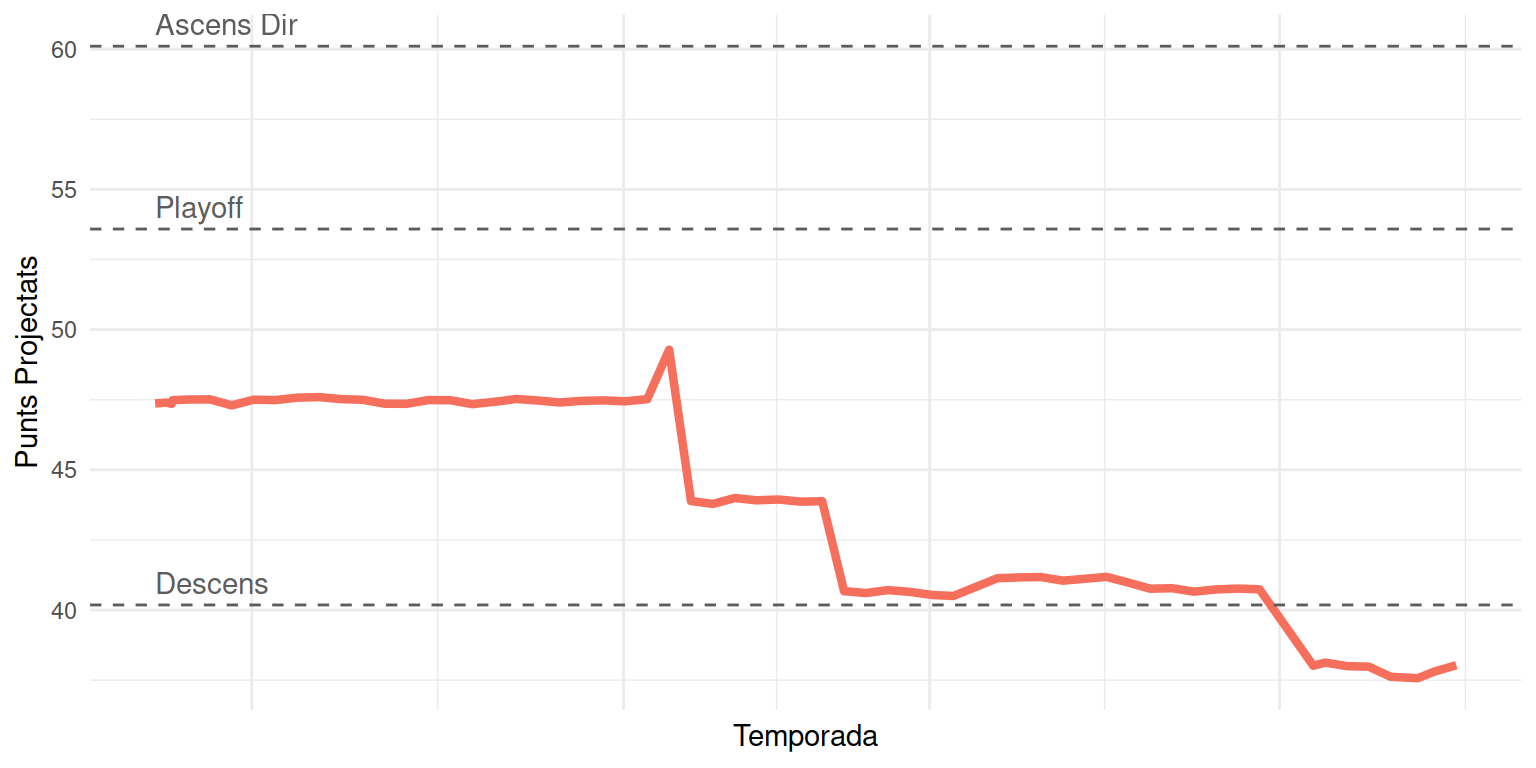 Ascens Dir
60
55
Playoff
50
45
Descens
40
Punts Projectats
Temporada